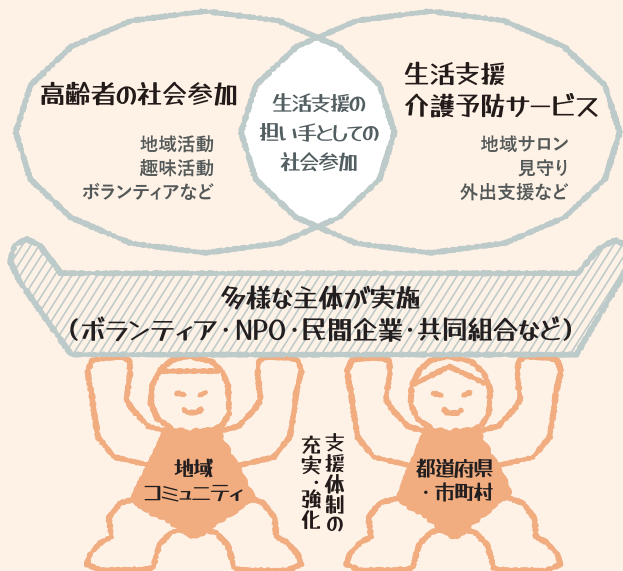 高齢者の社会参加
地域活動
趣味活動
ボランティアなど
生活支援の
担い手としての
社会参加
生活支援
介護予防サービス
地域サロン
見守り
外出支援など
多様な主体が実施
（ボランティア・NPO・民間企業・共同組合など）
地域
コミュニティ
支援体制の
充実・強化
都道府県
・市町村